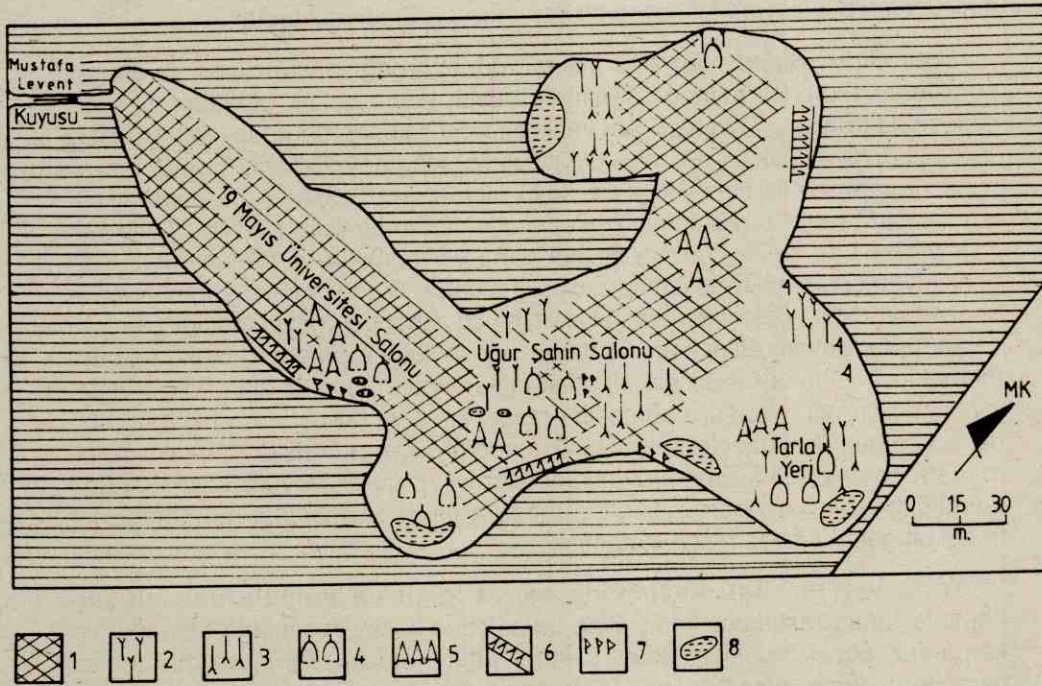 Mustafa
Levent
Kuyusu
19 Mayıs Üniversitesi Salonu
Uğur Şahin Salonu
Tarla
Yeri
MK
0 15 30
m.
1 2 3 4 5 6 7 8